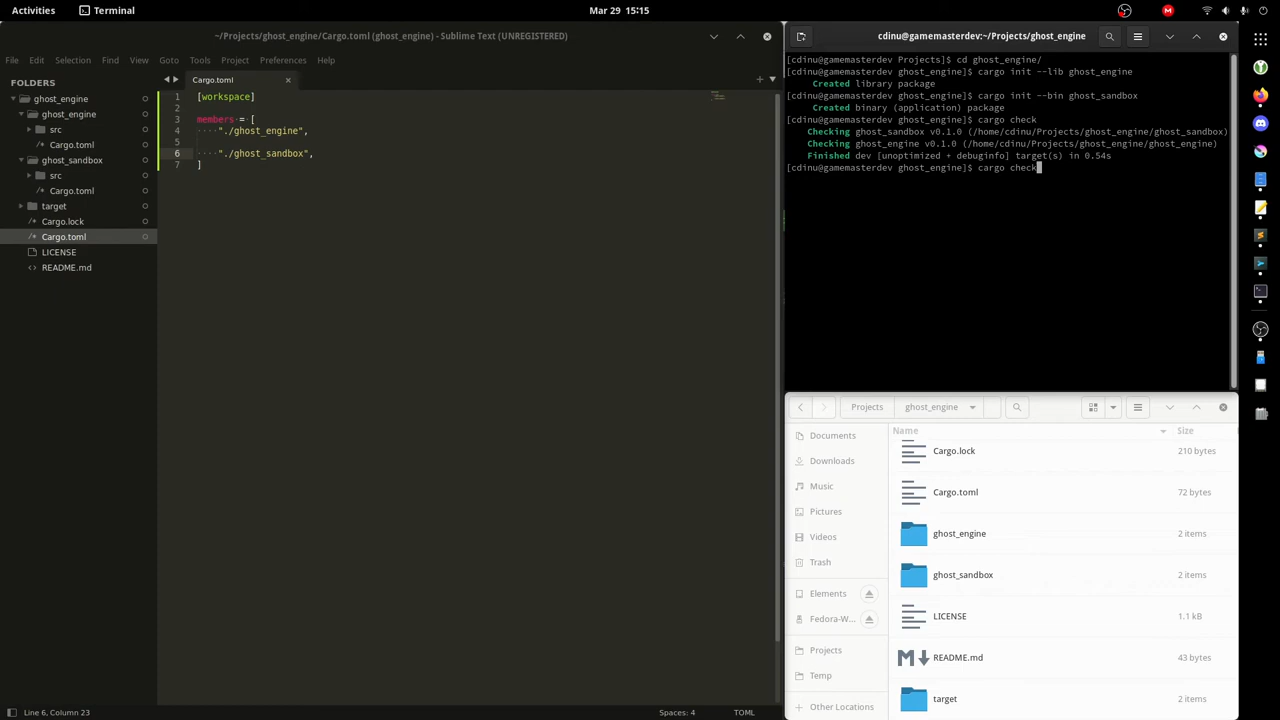 Activities
Terminal
Mar 29 15:15
~/Projects/ghost_engine/Cargo.toml (ghost_engine) - Sublime Text (UNREGISTERED)
File Edit Selection View Goto Tools Project Preferences Help
FOLDERS
ghost_engine
ghost_engine
src
Cargo.toml
ghost_sandbox
src
Cargo.toml
target
Cargo.lock
Cargo.toml
LICENSE
README.md
Cargo.toml
1 [workspace]
2
3 members = [
4 ····"./ghost_engine",
5
6 ····"./ghost_sandbox",
7 ]
Line 6, Column 23
Spaces: 4
TOML
cdinu@gamemasterdev:~/Projects/ghost_engine
[cdinu@gamemasterdev Projects]$ cd ghost_engine/
[cdinu@gamemasterdev ghost_engine]$ cargo init --lib ghost_engine
Created library package
[cdinu@gamemasterdev ghost_engine]$ cargo init --bin ghost_sandbox
Created binary (application) package
[cdinu@gamemasterdev ghost_engine]$ cargo check
Checking ghost_sandbox v0.1.0 (/home/cdinu/Projects/ghost_engine/ghost_sandbox)
Checking ghost_engine v0.1.0 (/home/cdinu/Projects/ghost_engine/ghost_engine)
Finished dev [unoptimized + debuginfo] target(s) in 0.54s
[cdinu@gamemasterdev ghost_engine]$ cargo check
Projects
ghost_engine
Documents
Downloads
Music
Pictures
Videos
Trash
Elements
Fedora-W...
Projects
Temp
Other Locations
Name Size
Cargo.lock 210 bytes
Cargo.toml 72 bytes
ghost_engine 2 items
ghost_sandbox 2 items
LICENSE 1.1 kB
README.md 43 bytes
target 2 items